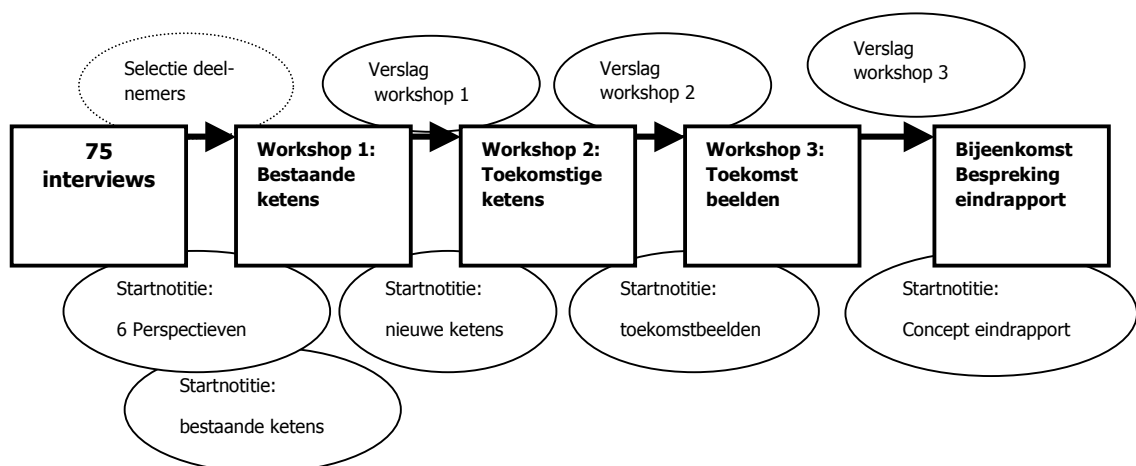 Selectie deel-
nemers
Verslag
workshop 1
Verslag
workshop 2
Verslag
workshop 3
75
interviews
Workshop 1:
Bestaande
ketens
Workshop 2:
Toekomstige
ketens
Workshop 3:
Toekomst
beelden
Bijeenkomst
Bespreking
eindrapport
Startnotitie:
6 Perspectieven
Startnotitie:
nieuwe ketens
Startnotitie:
toekomstbeelden
Startnotitie:
Concept eindrapport
Startnotitie:
bestaande ketens